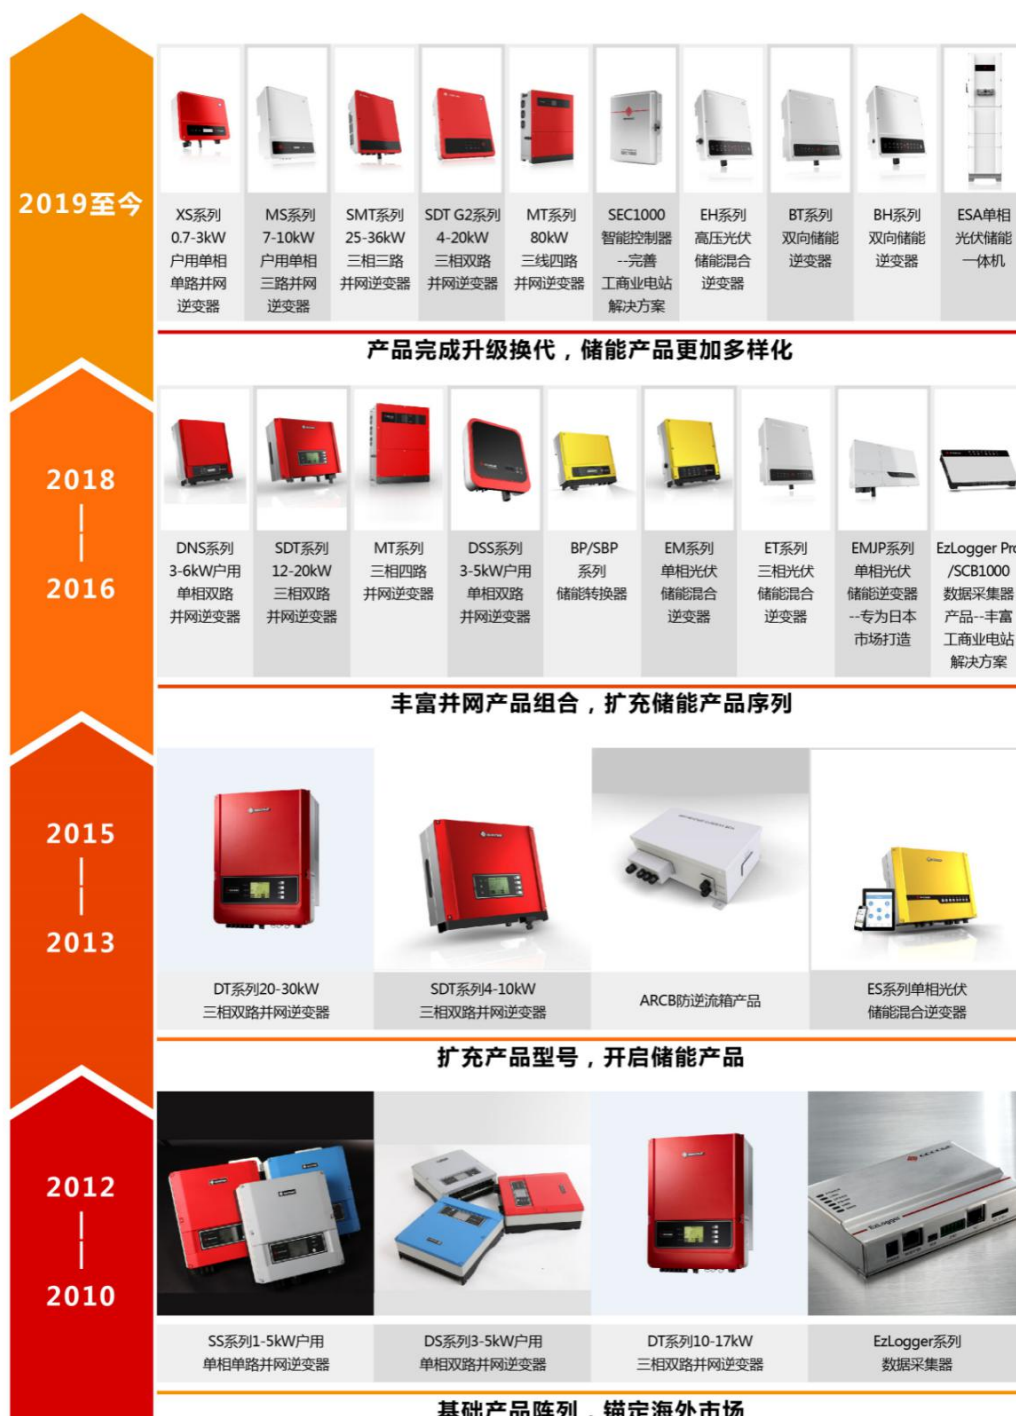 2019至今
XS系列
0.7-3kW
户用单相
单路并网
逆变器
MS系列
7-10kW
户用单相
三路并网
逆变器
SMT系列
25-36kW
三相三路
并网逆变器
SDT G2系列
4-20kW
三相双路
并网逆变器
MT系列
80kW
三线四路
并网逆变器
SEC1000
智能控制器
--完善
工商业电站
解决方案
EH系列
高压光伏
储能混合
逆变器
BT系列
双向储能
逆变器
BH系列
双向储能
逆变器
ESA单相
光伏储能
一体机
产品完成升级换代，储能产品更加多样化
2018
2016
DNS系列
3-6kW户用
单相双路
并网逆变器
SDT系列
12-20kW
三相双路
并网逆变器
MT系列
三相四路
并网逆变器
DSS系列
3-5kW户用
单相双路
并网逆变器
BP/SBP
系列
储能转换器
EM系列
单相光伏
储能混合
逆变器
ET系列
三相光伏
储能混合
逆变器
EMJP系列
单相光伏
储能逆变器
--专为日本
市场打造
EzLogger Pro
/SCB1000
数据采集器
产品--丰富
工商业电站
解决方案
丰富并网产品组合，扩充储能产品序列
2015
2013
DT系列20-30kW
三相双路并网逆变器
SDT系列4-10kW
三相双路并网逆变器
ARCB防逆流箱产品
ES系列单相光伏
储能混合逆变器
扩充产品型号，开启储能产品
2012
2010
EzLogger
SS系列1-5kW户用
单相单路并网逆变器
DS系列3-5kW户用
单相双路并网逆变器
DT系列10-17kW
三相双路并网逆变器
EzLogger系列
数据采集器
基础产品阵列，锚定海外市场